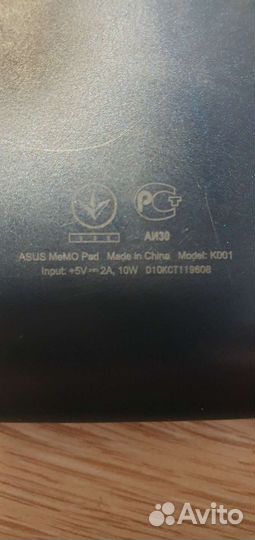 АИ30
ASUS MeMO Pad Made in China Model: K001
Input: +5V ⎓ 2A, 10W D10KCT119608
Avito